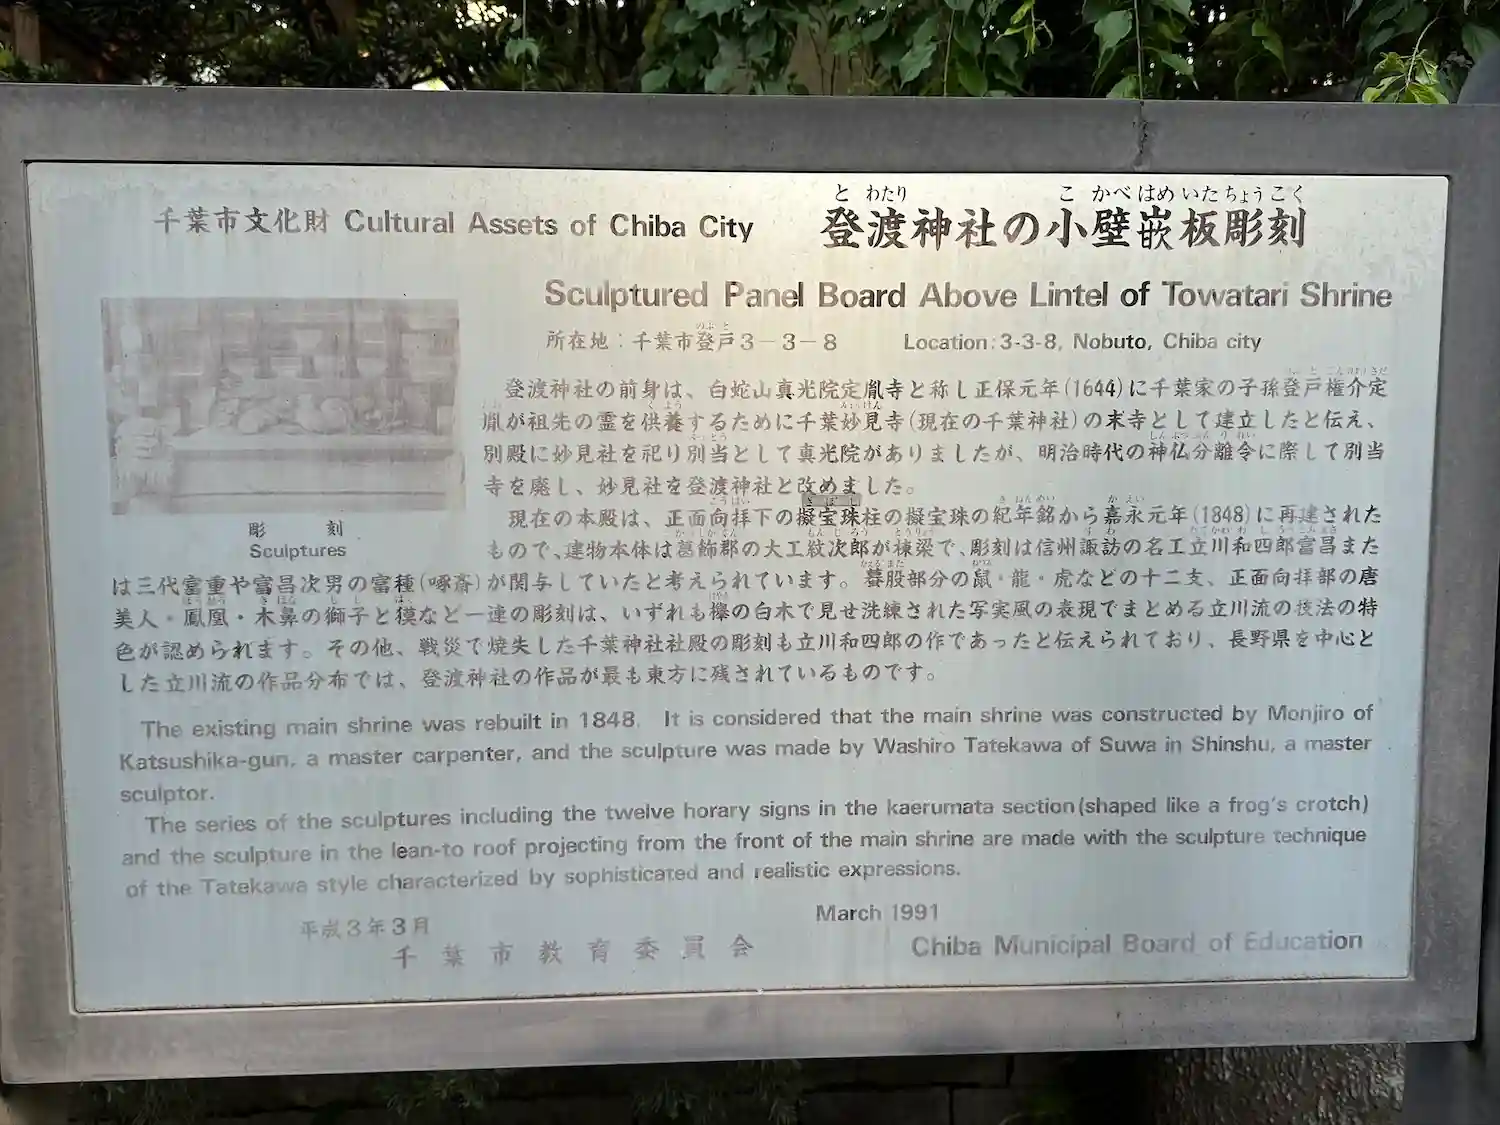 千葉市文化財 Cultural Assets of Chiba City
と わたり こ かべ はめ いた ちょう こく
登渡神社の小壁嵌板彫刻
Sculptured Panel Board Above Lintel of Towatari Shrine
のぶ と
所在地：千葉市登戸3－3－8 Location:3-3-8, Nobuto, Chiba city
登渡神社の前身は、白蛇山真光院定胤寺と称し正保元年(1644)に千葉家の子孫登戸権介定
胤が祖先の霊を供養するために千葉妙見寺(現在の千葉神社)の末寺として建立したと伝え、
別殿に妙見社を祀り別当として真光院がありましたが、明治時代の神仏分離令に際して別当
寺を廃し、妙見社を登渡神社と改めました。
現在の本殿は、正面向拝下の擬宝珠柱の擬宝珠の紀年銘から嘉永元年(1848)に再建された
もので、建物本体は葛飾郡の大工紋次郎が棟梁で、彫刻は信州諏訪の名工立川和四郎富昌また
彫 刻
Sculptures
は三代富重や富昌次男の富種(啄斎)が関与していたと考えられています。蟇股部分の鼠・龍・虎などの十二支、正面向拝部の唐
美人・鳳凰・木鼻の獅子と獏など一連の彫刻は、いずれも欅の白木で見せ洗練された写実風の表現でまとめる立川流の技法の特
色が認められます。その他、戦災で焼失した千葉神社社殿の彫刻も立川和四郎の作であったと伝えられており、長野県を中心と
した立川流の作品分布では、登渡神社の作品が最も東方に残されているものです。
The existing main shrine was rebuilt in 1848. It is considered that the main shrine was constructed by Monjiro of
Katsushika-gun, a master carpenter, and the sculpture was made by Washiro Tatekawa of Suwa in Shinshu, a master
sculptor.
The series of the sculptures including the twelve horary signs in the kaerumata section(shaped like a frog's crotch)
and the sculpture in the lean-to roof projecting from the front of the main shrine are made with the sculpture technique
of the Tatekawa style characterized by sophisticated and realistic expressions.
平成3年3月 March 1991
千葉市教育委員会 Chiba Municipal Board of Education